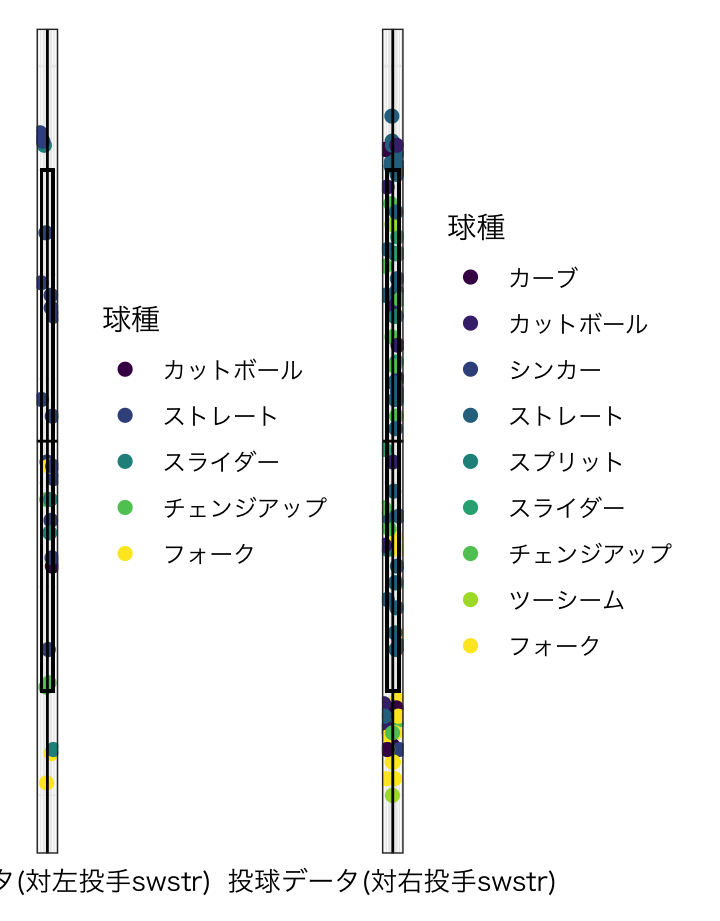 球種
カットボール
ストレート
スライダー
チェンジアップ
フォーク
球種
カーブ
カットボール
シンカー
ストレート
スプリット
スライダー
チェンジアップ
ツーシーム
フォーク
タ(対左投手swstr)
投球データ(対右投手swstr)